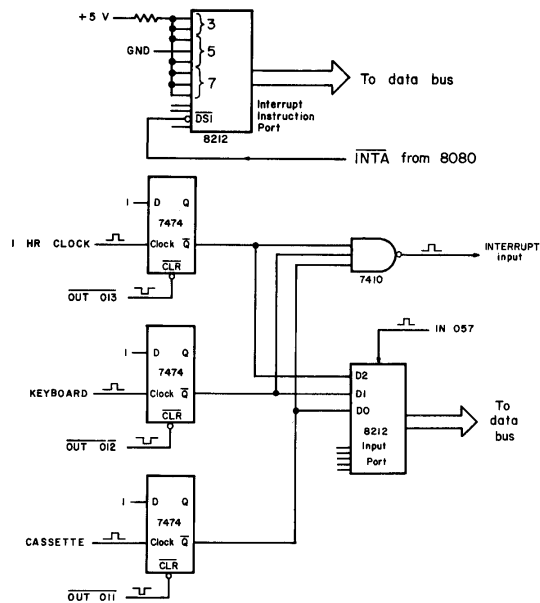 +5 V
3
GND
5
7
To data bus
DS1
Interrupt
Instruction
Port
8212
INTA from 8080
D Q
1
7474
1 HR CLOCK
Clock Q
CLR
OUT 013
7410
INTERRUPT
input
IN 057
1
D Q
7474
KEYBOARD
Clock Q
CLR
OUT 012
D2
D1
D0
8212
Input
Port
To
data
bus
1
D Q
7474
CASSETTE
Clock Q
CLR
OUT 011